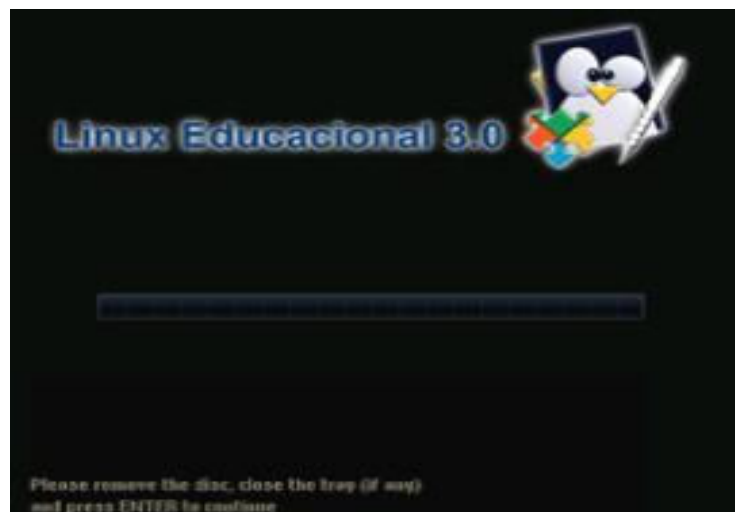 Linux Educacional 3.0
Please remove the disc, close the tray (if any)
and press ENTER to continue